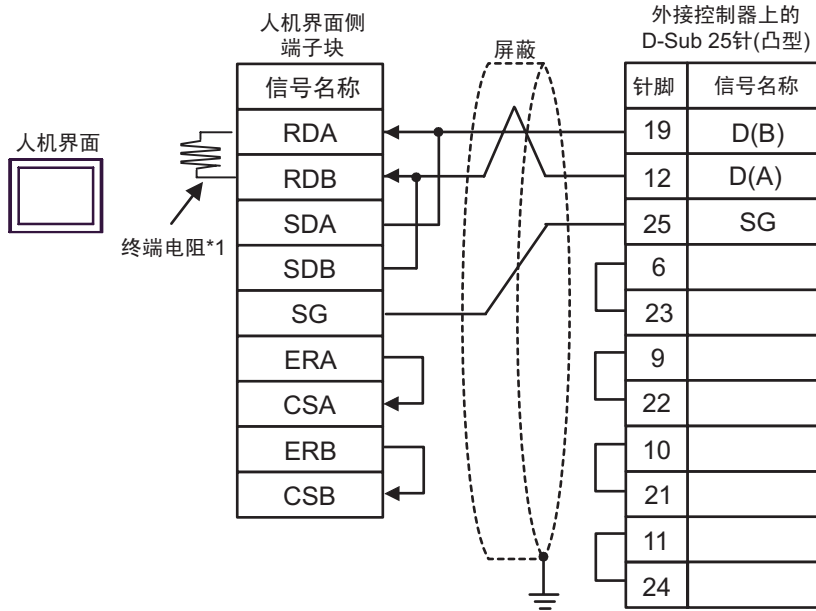 人机界面侧
端子块
外接控制器上的
D-Sub 25针(凸型)
屏蔽
人机界面
终端电阻*1
信号名称
RDA
RDB
SDA
SDB
SG
ERA
CSA
ERB
CSB
针脚 信号名称
19 D(B)
12 D(A)
25 SG
6
23
9
22
10
21
11
24